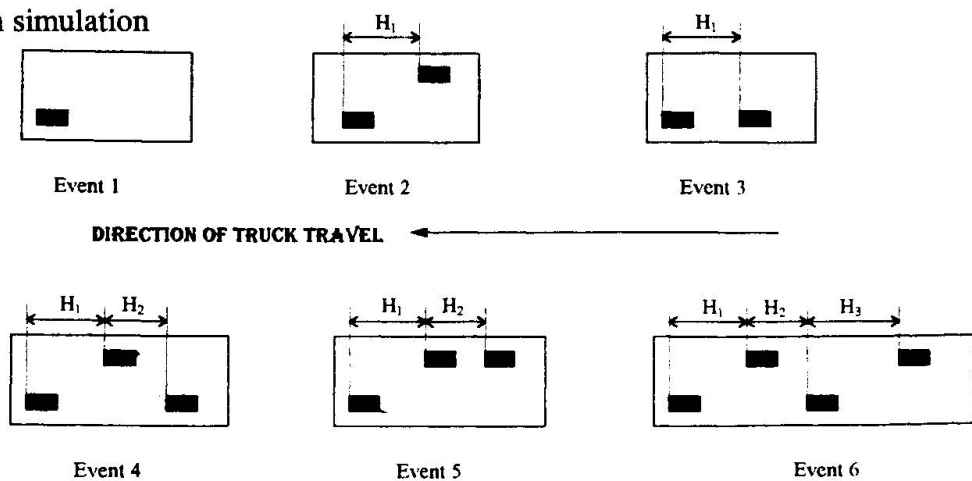 simulation
H₁
H₁
Event 1
Event 2
Event 3
DIRECTION OF TRUCK TRAVEL
H₁ H₂
H₁ H₂
H₁ H₂ H₃
Event 4
Event 5
Event 6